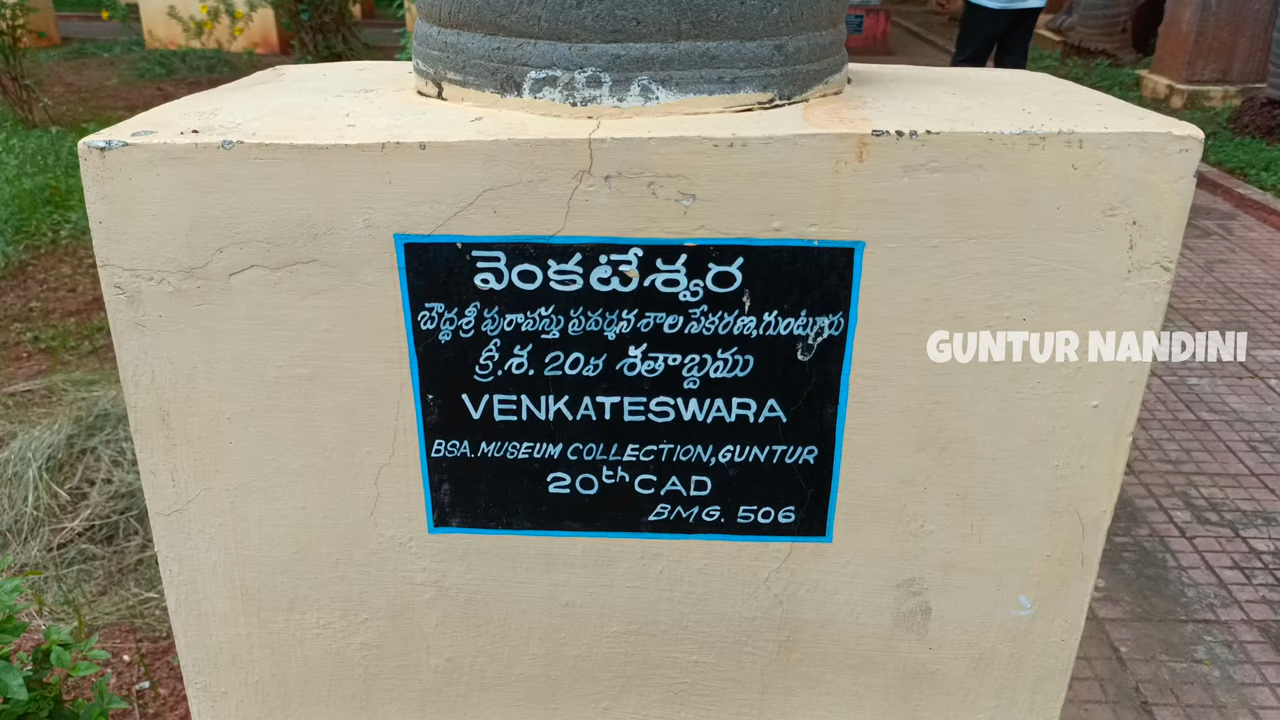 వెంకటేశ్వర
బౌద్ధశ్రీ పురావస్తు ప్రదర్శన శాల సేకరణ, గుంటూరు
క్రీ.శ. 20వ శతాబ్దము
VENKATESWARA
BSA. MUSEUM COLLECTION, GUNTUR
20th CAD
BMG. 506
GUNTUR NANDINI